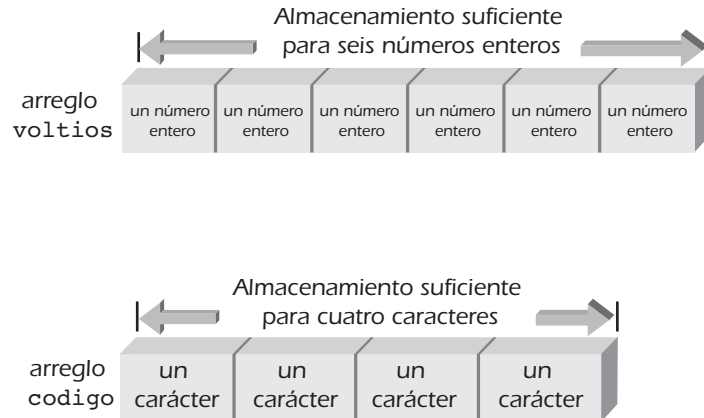 Almacenamiento suficiente
para seis números enteros
arreglo
voltios
un número un número un número un número un número un número
entero entero entero entero entero entero
Almacenamiento suficiente
para cuatro caracteres
arreglo
codigo
un un un un
carácter carácter carácter carácter